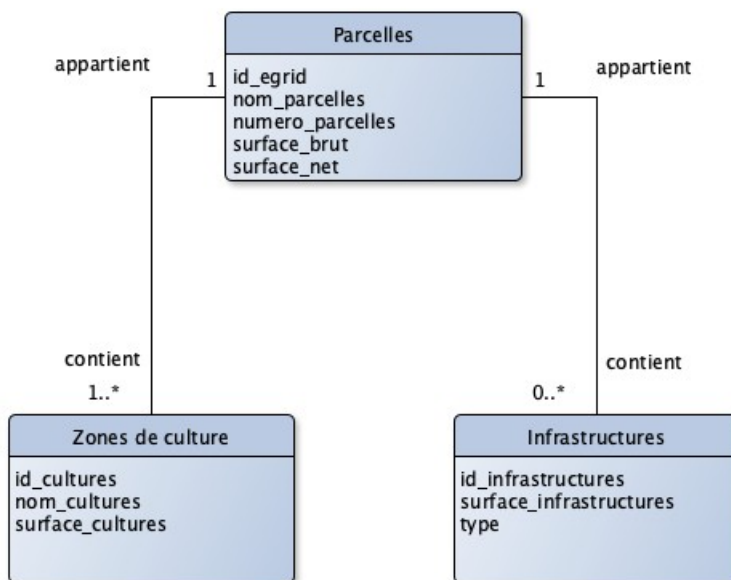 Parcelles
id_egrid
nom_parcelles
numero_parcelles
surface_brut
surface_net
appartient
1
1
appartient
contient
1..*
contient
0..*
Zones de culture
id_cultures
nom_cultures
surface_cultures
Infrastructures
id_infrastructures
surface_infrastructures
type